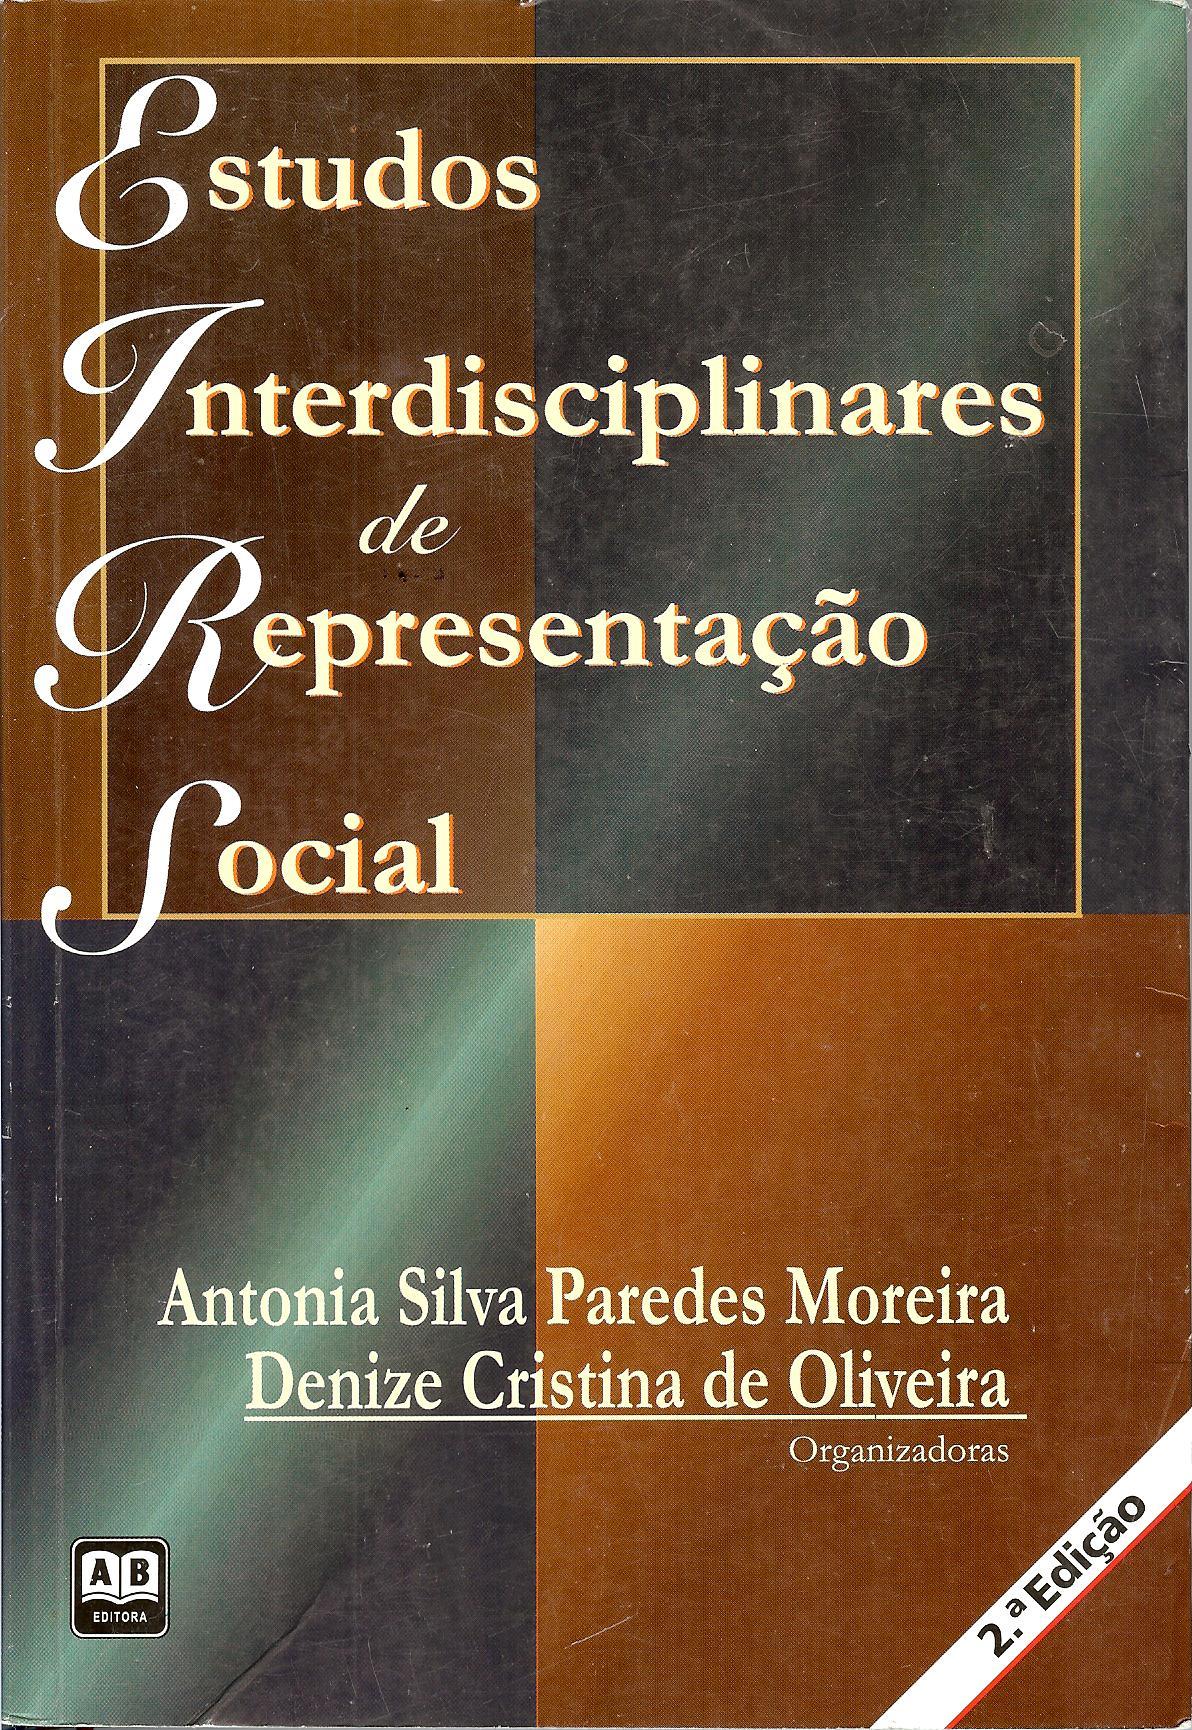 Estudos
Interdisciplinares
de
Representação
Social
Antonia Silva Paredes Moreira
Denize Cristina de Oliveira
Organizadoras
2.ª Edição
AB
EDITORA